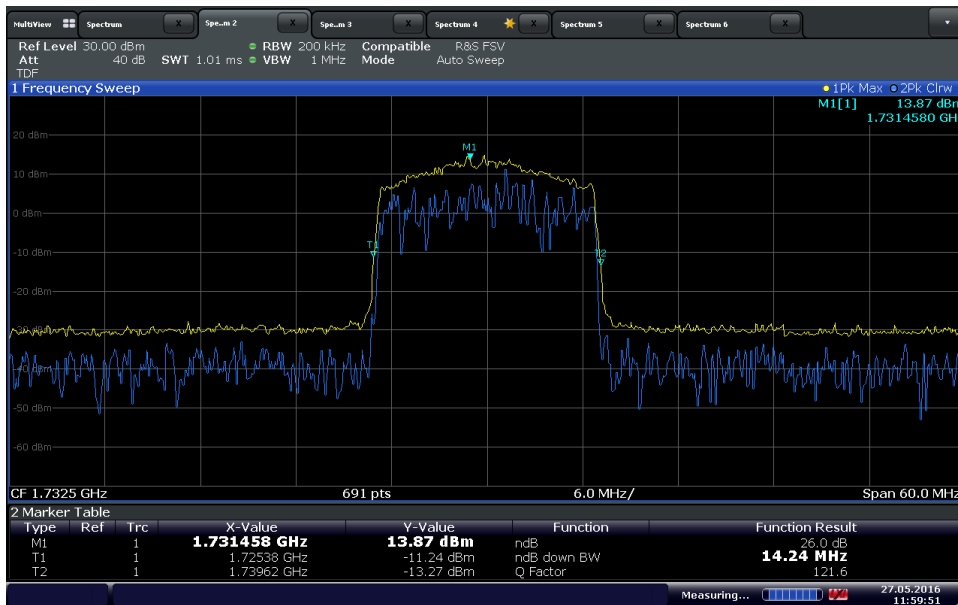 MultiView Spectrum X Spe..m 2 X Spe..n 3 X Spectrum 4 X Spectrum 5 X Spectrum 6 X
Ref Level 30.00 dBm RBW 200 kHz Compatible R&S FSV
Att 40 dB SWT 1.01 ms VBW 1 MHz Mode Auto Sweep
TDF
1 Frequency Sweep 1Pk Max 2Pk Clrw
M1[1] 13.87 dBm
1.7314580 GH
20 dBm
M1
10 dBm
0 dBm
T1
-10 dBm
T2
-20 dBm
-30 dBm
-40 dBm
-50 dBm
-60 dBm
CF 1.7325 GHz 691 pts 6.0 MHz/ Span 60.0 MHz
2 Marker Table
Type Ref Trc X-Value Y-Value Function Function Result
M1 1 1.731458 GHz 13.87 dBm ndB 26.0 dB
T1 1 1.72538 GHz -11.24 dBm ndB down BW 14.24 MHz
T2 1 1.73962 GHz -13.27 dBm Q Factor 121.6
Measuring... 27.05.2016
11:59:51